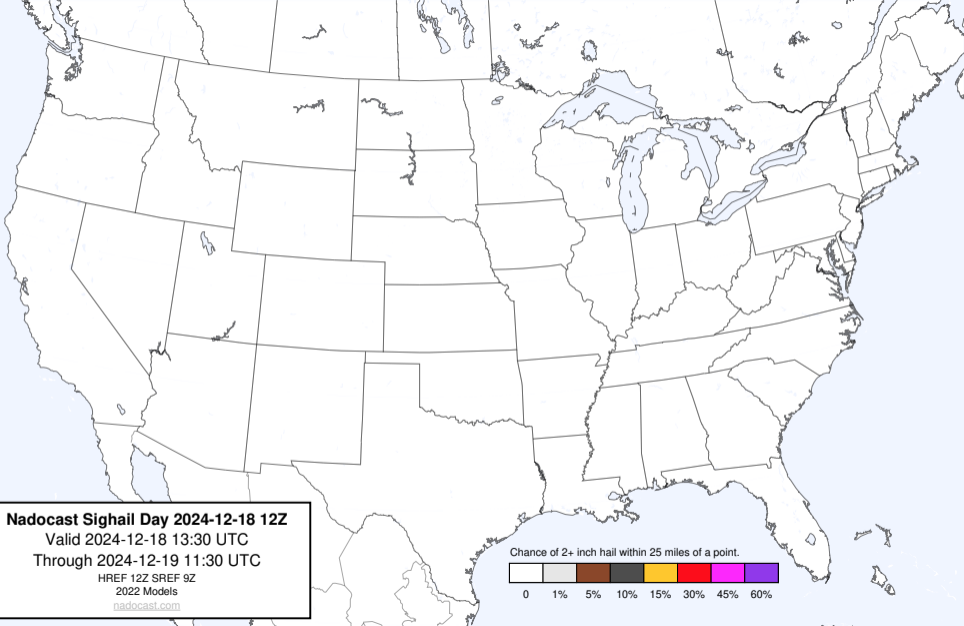 Nadocast Sighail Day 2024-12-18 12Z
Valid 2024-12-18 13:30 UTC
Through 2024-12-19 11:30 UTC
HREF 12Z SREF 9Z
2022 Models
nadocast.com
Chance of 2+ inch hail within 25 miles of a point.
0 1% 5% 10% 15% 30% 45% 60%